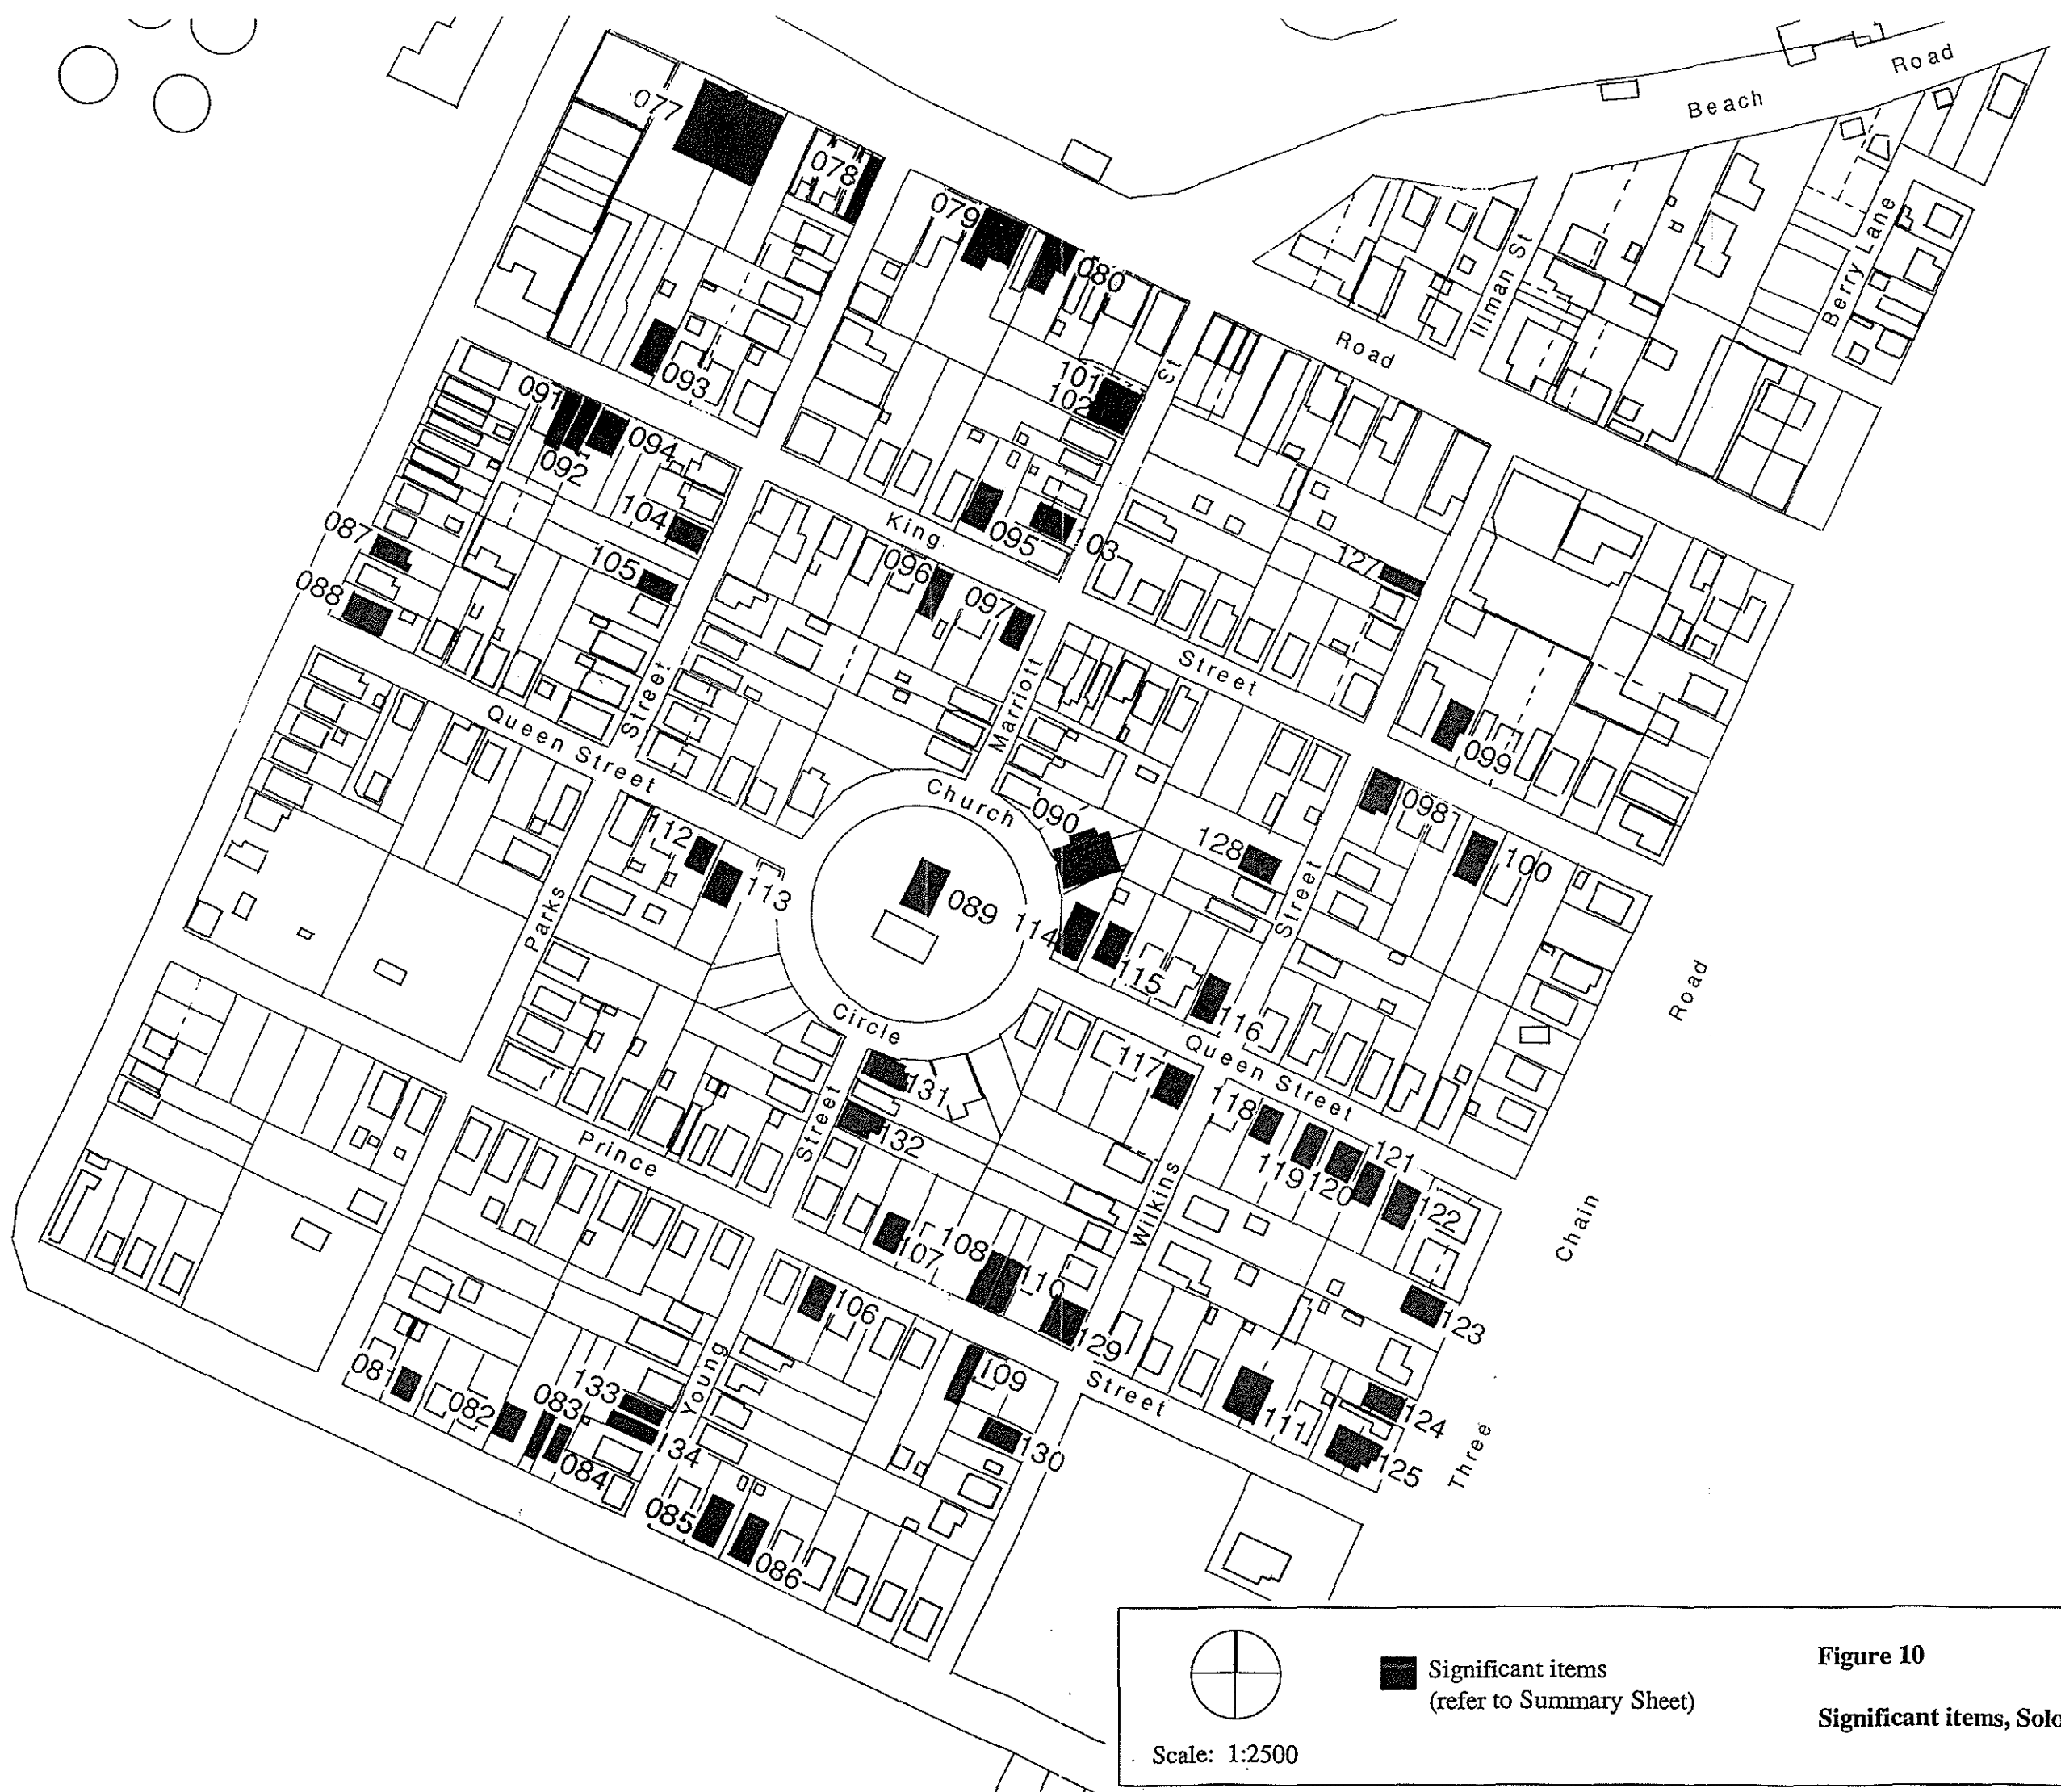 Road
Beach
077
078
079
080
Berry Lane
Illman St
Road
St
101
102
093
091
094
092
104
King
095
103
087
105
096
127
088
097
Street
Marriott
Street
Queen Street
099
Church
090
098
112
128
100
113
089
114
Street
Parks
115
Road
Circle
116
Queen Street
117
131
118
Street
132
Prince
121
119
120
122
Wilkins
Chain
107
108
110
106
123
129
109
Street
081
133
083
082
Young
111
124
134
130
084
125
Three
085
086
Significant items
(refer to Summary Sheet)
Figure 10
Significant items, Solo
Scale: 1:2500